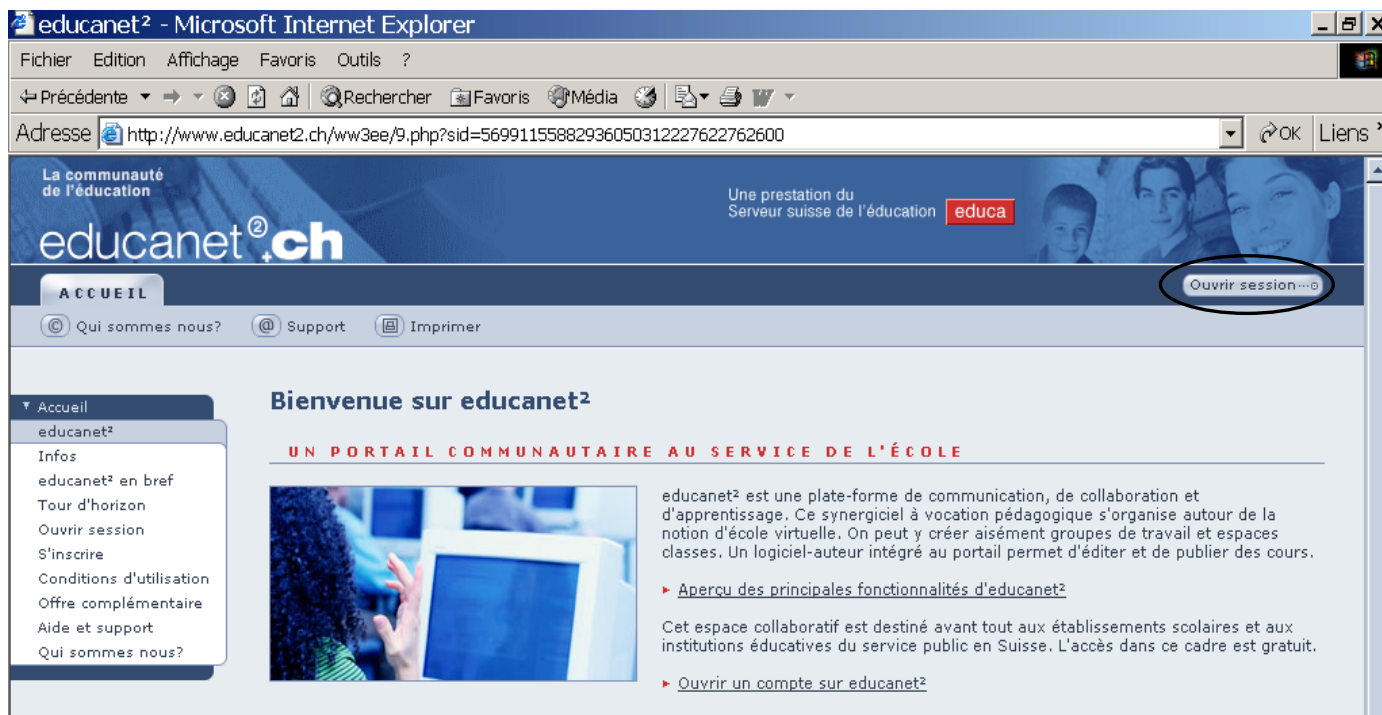 educanet² - Microsoft Internet Explorer
Fichier Edition Affichage Favoris Outils ?
Précédente Rechercher Favoris Média
Adresse http://www.educanet2.ch/ww3ee/9.php?sid=56991155882936050312227622762600 OK Liens
La communauté
de l'éducation
educanet².ch
Une prestation du
Serveur suisse de l'éducation educa
ACCUEIL
Ouvrir session
Qui sommes nous? Support Imprimer
Accueil
educanet²
Infos
educanet² en bref
Tour d'horizon
Ouvrir session
S'inscrire
Conditions d'utilisation
Offre complémentaire
Aide et support
Qui sommes nous?
Bienvenue sur educanet²
UN PORTAIL COMMUNAUTAIRE AU SERVICE DE L'ÉCOLE
educanet² est une plate-forme de communication, de collaboration et
d'apprentissage. Ce synergiciel à vocation pédagogique s'organise autour de la
notion d'école virtuelle. On peut y créer aisément groupes de travail et espaces
classes. Un logiciel-auteur intégré au portail permet d'éditer et de publier des cours.
Aperçu des principales fonctionnalités d'educanet²
Cet espace collaboratif est destiné avant tout aux établissements scolaires et aux
institutions éducatives du service public en Suisse. L'accès dans ce cadre est gratuit.
Ouvrir un compte sur educanet²